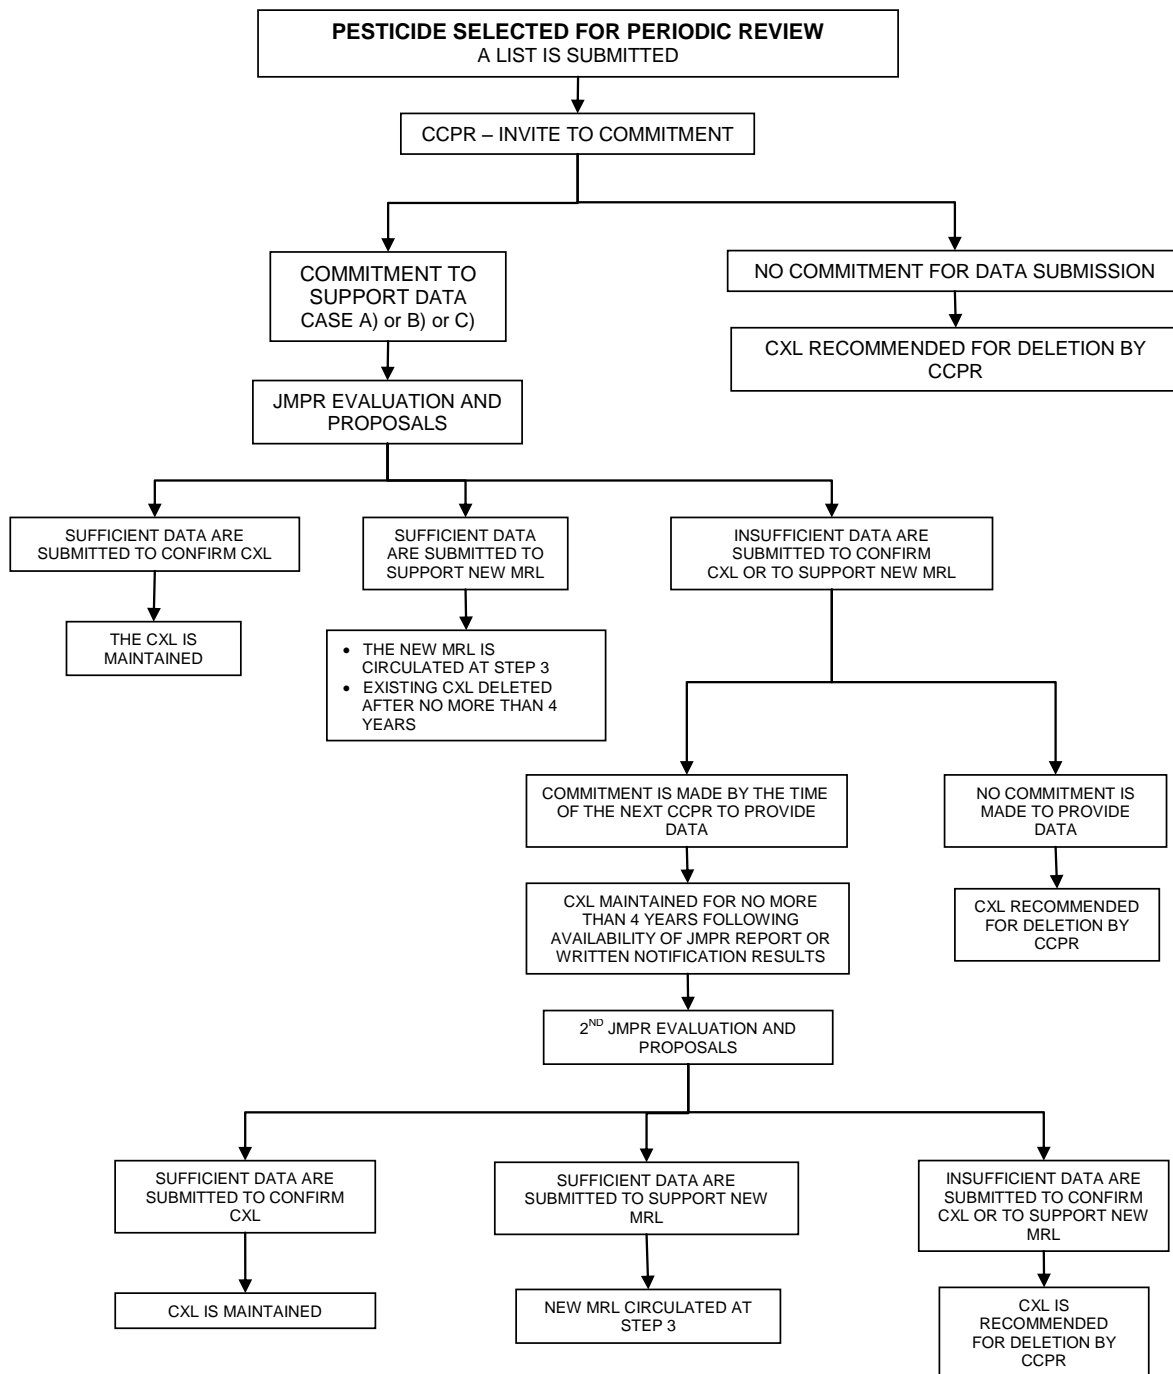 PESTICIDE SELECTED FOR PERIODIC REVIEW
A LIST IS SUBMITTED
CCPR – INVITE TO COMMITMENT
COMMITMENT TO
SUPPORT DATA
CASE A) or B) or C)
NO COMMITMENT FOR DATA SUBMISSION
CXL RECOMMENDED FOR DELETION BY
CCPR
JMPR EVALUATION AND
PROPOSALS
SUFFICIENT DATA ARE
SUBMITTED TO CONFIRM CXL
SUFFICIENT DATA
ARE SUBMITTED TO
SUPPORT NEW MRL
INSUFFICIENT DATA ARE
SUBMITTED TO CONFIRM
CXL OR TO SUPPORT NEW MRL
THE CXL IS
MAINTAINED
• THE NEW MRL IS
CIRCULATED AT STEP 3
• EXISTING CXL DELETED
AFTER NO MORE THAN 4
YEARS
COMMITMENT IS MADE BY THE TIME
OF THE NEXT CCPR TO PROVIDE
DATA
NO COMMITMENT IS
MADE TO PROVIDE
DATA
CXL MAINTAINED FOR NO MORE
THAN 4 YEARS FOLLOWING
AVAILABILITY OF JMPR REPORT OR
WRITTEN NOTIFICATION RESULTS
CXL RECOMMENDED
FOR DELETION BY
CCPR
2ND JMPR EVALUATION AND
PROPOSALS
SUFFICIENT DATA ARE
SUBMITTED TO CONFIRM
CXL
SUFFICIENT DATA ARE
SUBMITTED TO SUPPORT NEW
MRL
INSUFFICIENT DATA ARE
SUBMITTED TO CONFIRM
CXL OR TO SUPPORT NEW
MRL
CXL IS MAINTAINED
NEW MRL CIRCULATED AT
STEP 3
CXL IS
RECOMMENDED
FOR DELETION BY
CCPR